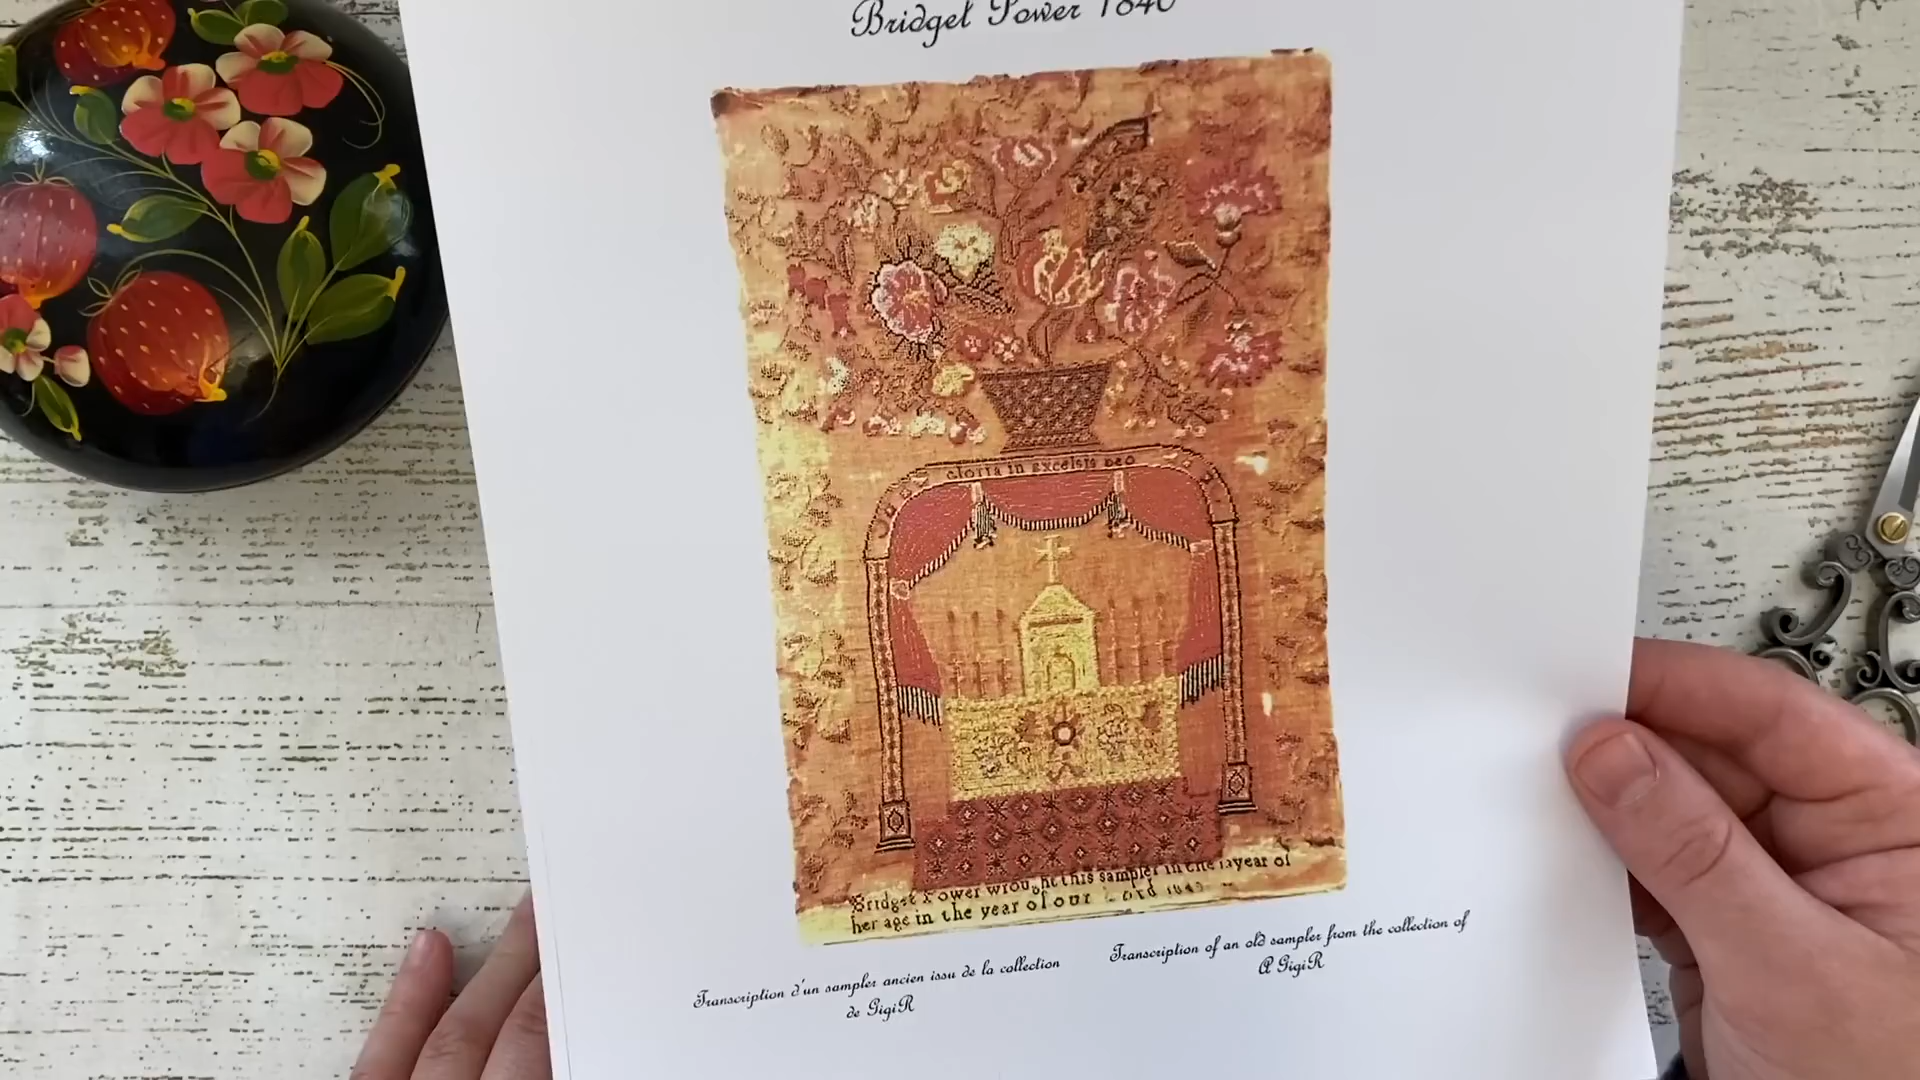 Bridget Power 1840
Gloria in excelsis DEO
Bridget Power wrought this sampler in the year of
her age in the year of our Lord
Transcription d'un sampler ancien issu de la collection
de GigiR
Transcription of an old sampler from the collection of
GigiR